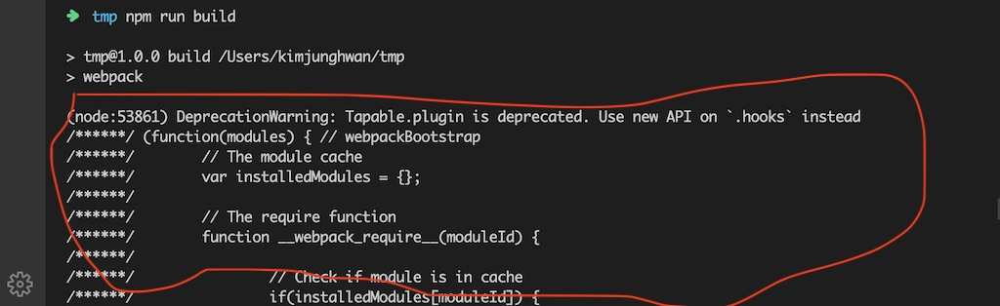 ➜ tmp npm run build
> tmp@1.0.0 build /Users/kimjunghwan/tmp
> webpack
(node:53861) DeprecationWarning: Tapable.plugin is deprecated. Use new API on `.hooks` instead
/******/ (function(modules) { // webpackBootstrap
/******/ // The module cache
/******/ var installedModules = {};
/******/
/******/ // The require function
/******/ function __webpack_require__(moduleId) {
/******/
/******/ // Check if module is in cache
/******/ if(installedModules[moduleId]) {